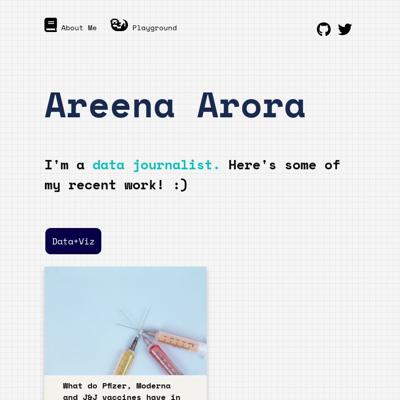 About Me Playground
Areena Arora
I'm a data journalist. Here's some of
my recent work! :)
Data+Viz
What do Pfizer, Moderna
and J&J vaccines have in